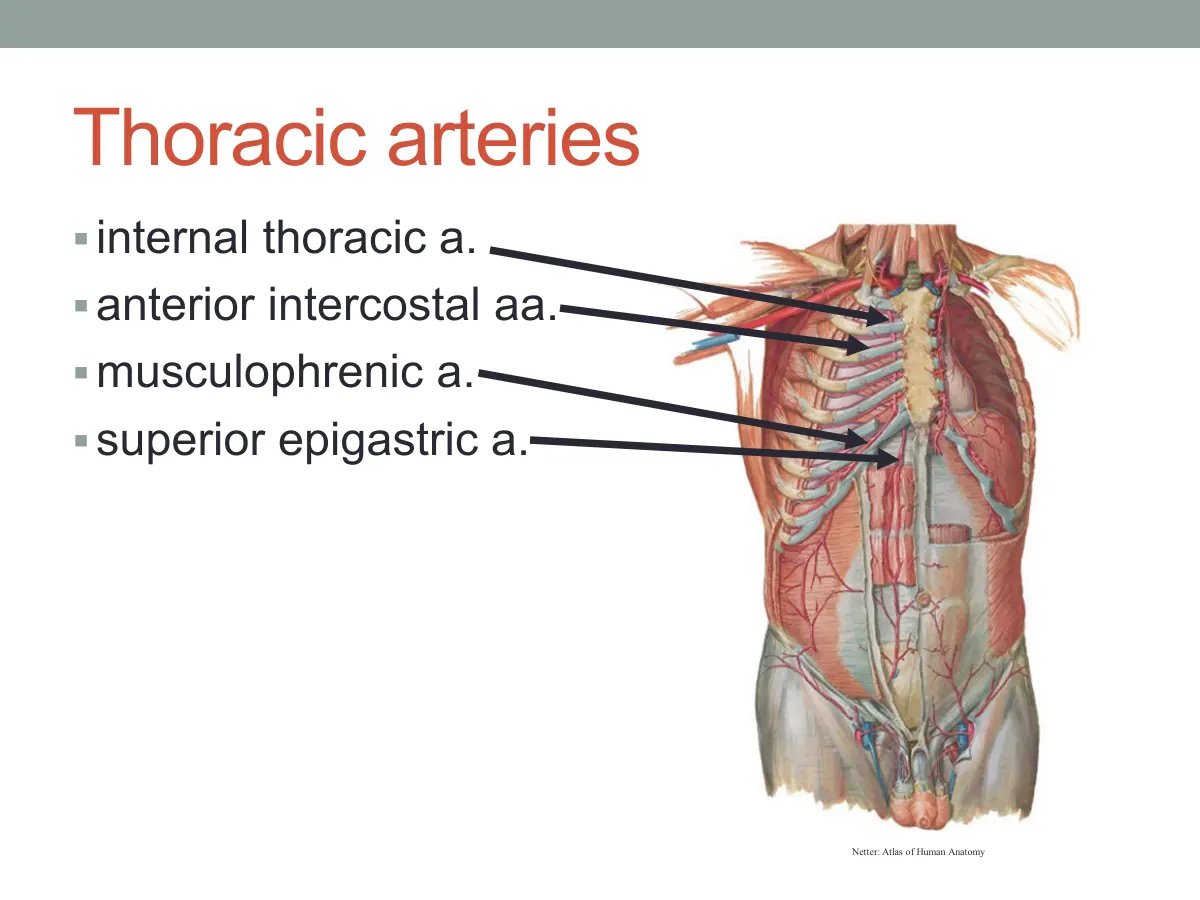 Thoracic arteries
▪ internal thoracic a.
▪ anterior intercostal aa.
▪ musculophrenic a.
▪ superior epigastric a.
Netter: Atlas of Human Anatomy